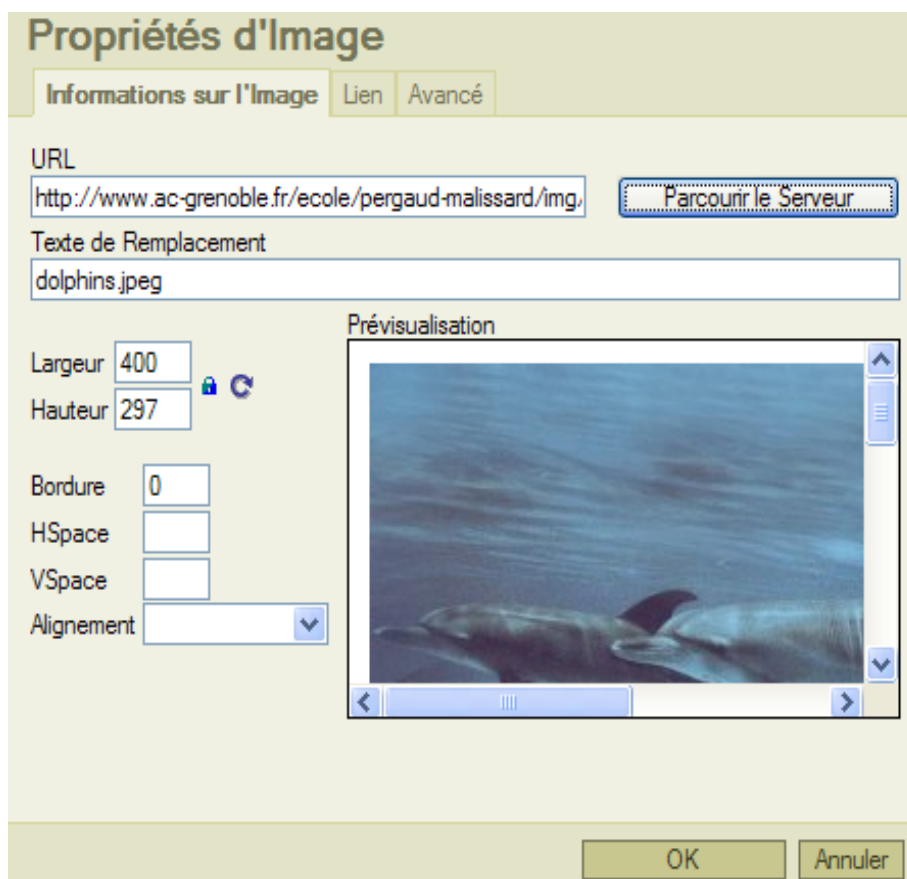 Propriétés d'Image
Informations sur l'Image Lien Avancé
URL
http://www.ac-grenoble.fr/ecole/pergaud-malissard/img/ Parcourir le Serveur
Texte de Remplacement
dolphins.jpeg
Prévisualisation
Largeur 400
Hauteur 297
Bordure 0
HSpace
VSpace
Alignement
OK Annuler